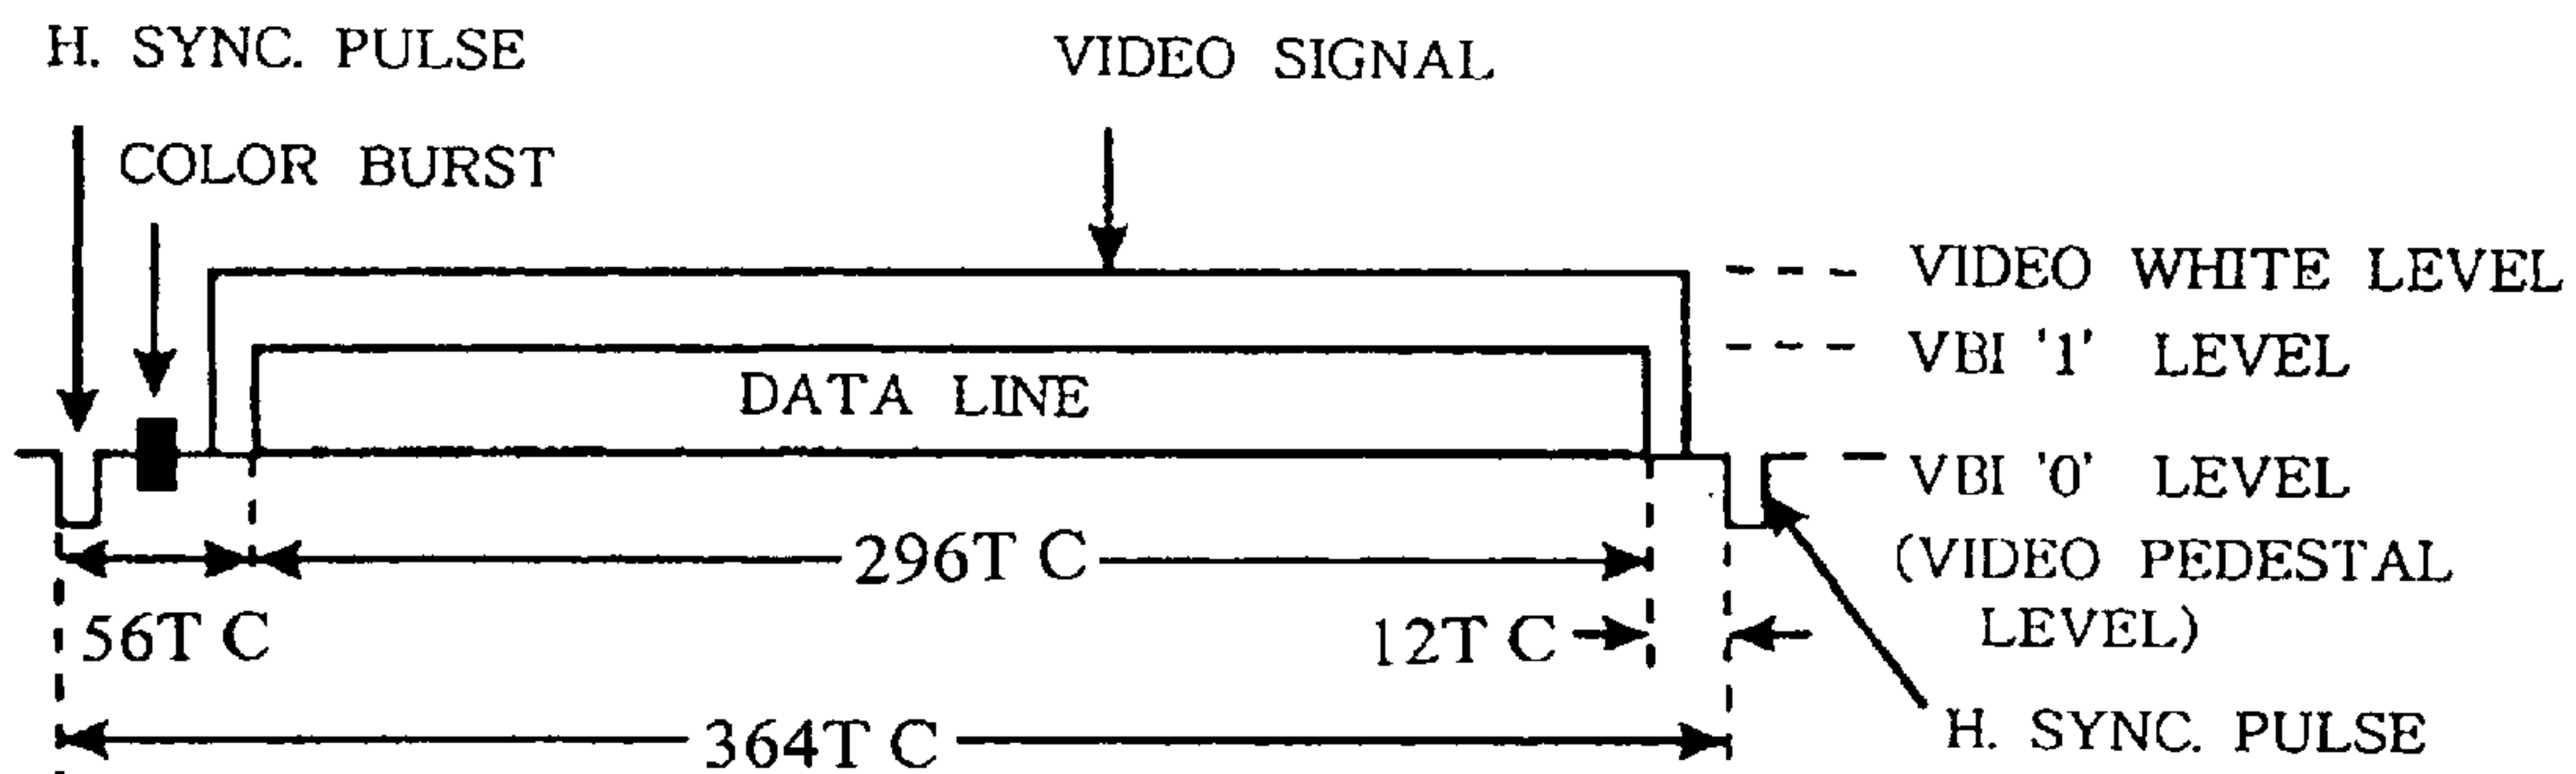 H. SYNC. PULSE
VIDEO SIGNAL
COLOR BURST
VIDEO WHITE LEVEL
VBI '1' LEVEL
DATA LINE
VBI '0' LEVEL
(VIDEO PEDESTAL
LEVEL)
296T C
56T C
12T C
364T C
H. SYNC. PULSE